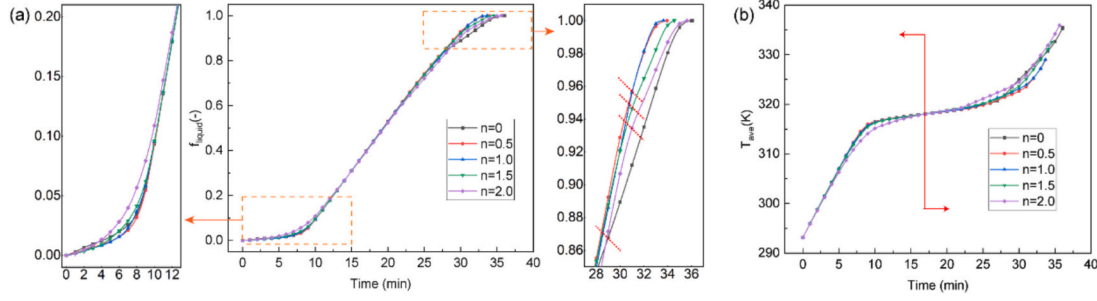 (a)
0.20
0.15
0.10
0.05
0.00
0 2 4 6 8 10 12
f_liquid(-)
1.0
0.8
0.6
0.4
0.2
0.0
n=0
n=0.5
n=1.0
n=1.5
n=2.0
0 5 10 15 20 25 30 35 40
Time (min)
1.00
0.98
0.96
0.94
0.92
0.90
0.88
0.86
28 30 32 34 36
(b)
T_ave(K)
340
330
320
310
300
290
n=0
n=0.5
n=1.0
n=1.5
n=2.0
0 5 10 15 20 25 30 35 40
Time (min)